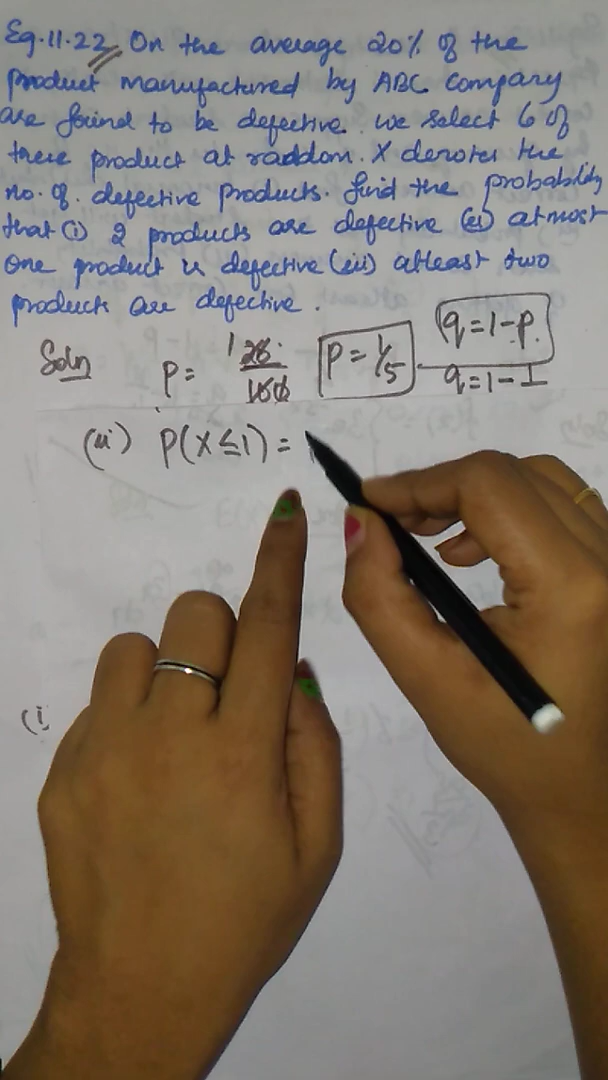 Eg.11.22 On the average 20% of the
product manufactured by ABC company
are found to be defective. we select 6 of
these product at raddom. X denotes the
no. of. defective products. find the probability
that (i) 2 products are defective (ii) atmost
one product is defective (iii) atleast two
products are defective.
Soln P = 20/100 P = 1/5 q = 1 - P.
q = 1 - 1
(ii) P(X ≤ 1) =
(i